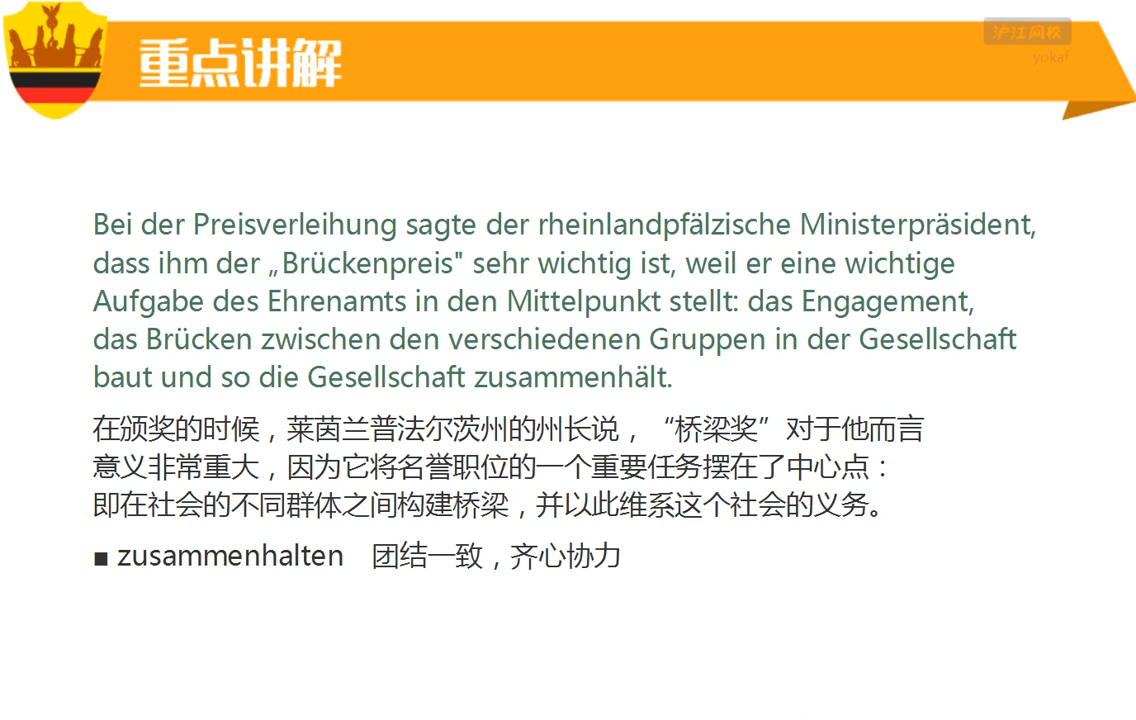 重点讲解
沪江网校
yokaf
Bei der Preisverleihung sagte der rheinlandpfälzische Ministerpräsident,
dass ihm der „Brückenpreis" sehr wichtig ist, weil er eine wichtige
Aufgabe des Ehrenamts in den Mittelpunkt stellt: das Engagement,
das Brücken zwischen den verschiedenen Gruppen in der Gesellschaft
baut und so die Gesellschaft zusammenhält.
在颁奖的时候，莱茵兰普法尔茨州的州长说，“桥梁奖”对于他而言
意义非常重大，因为它将名誉职位的一个重要任务摆在了中心点：
即在社会的不同群体之间构建桥梁，并以此维系这个社会的义务。
■ zusammenhalten 团结一致，齐心协力